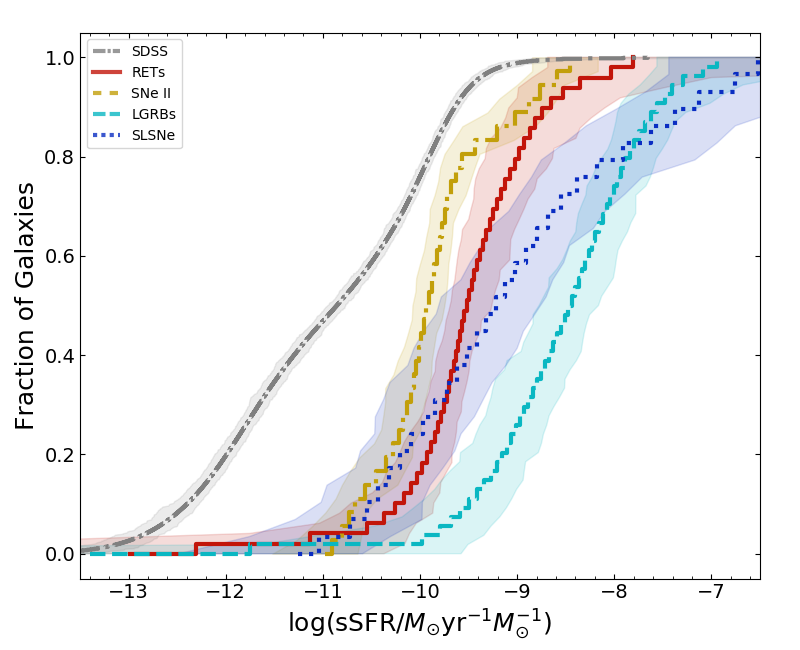 SDSS
RETs
SNe II
LGRBs
SLSNe
1.0
0.8
0.6
0.4
0.2
0.0
Fraction of Galaxies
−13 −12 −11 −10 −9 −8 −7
log(sSFR/M⊙yr⁻¹M⊙⁻¹)